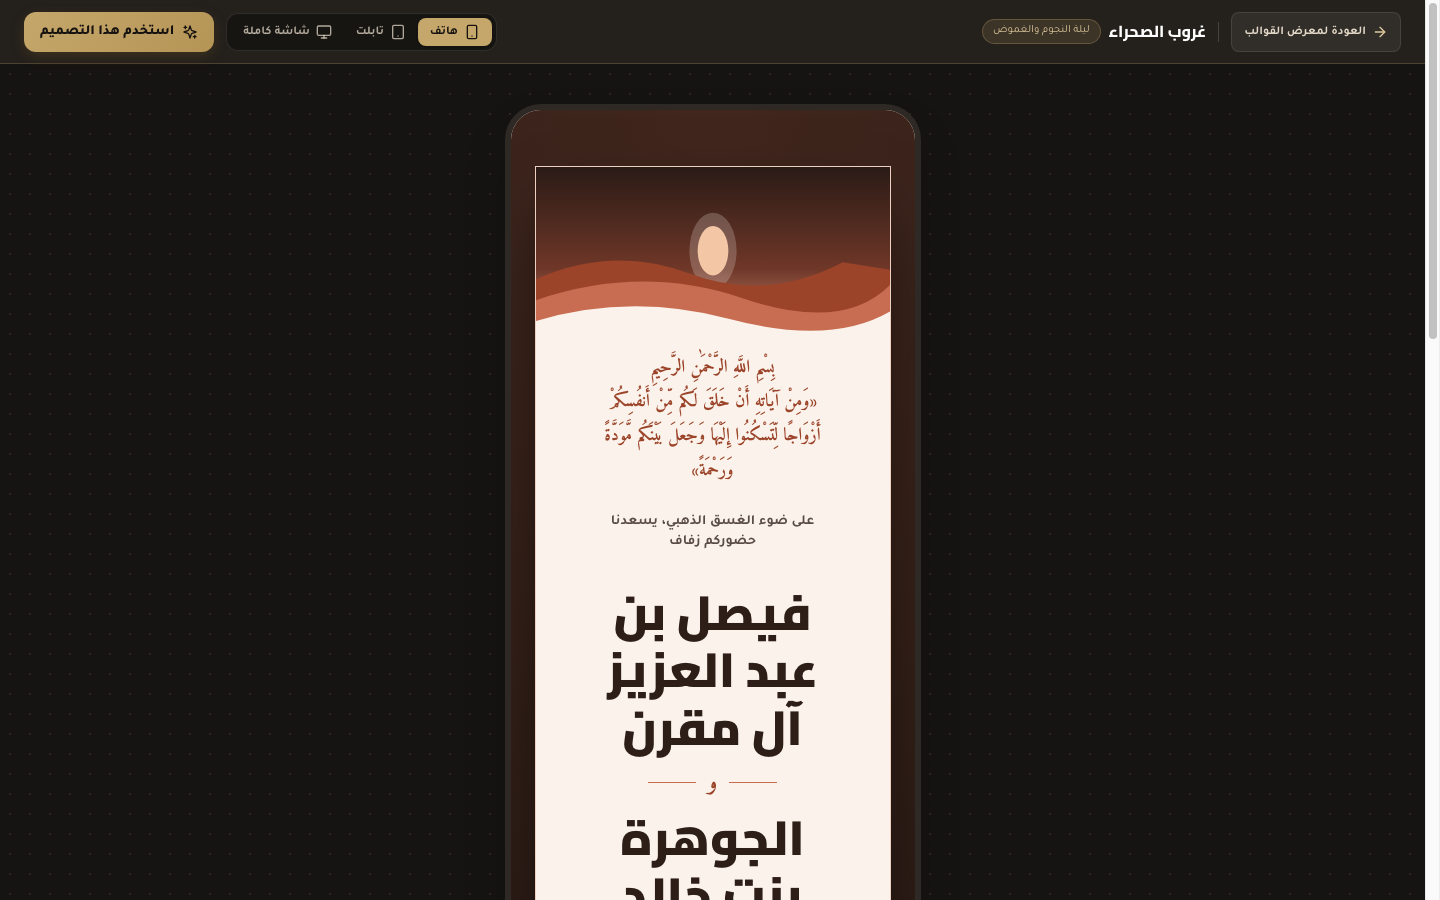 العودة لمعرض القوالب
غروب الصحراء
ليلة النجوم والغموض
هاتف
تابلت
شاشة كاملة
استخدم هذا التصميم
بِسْمِ اللَّهِ الرَّحْمَٰنِ الرَّحِيمِ
«وَمِنْ آيَاتِهِ أَنْ خَلَقَ لَكُم مِّنْ أَنفُسِكُمْ
أَزْوَاجًا لِّتَسْكُنُوا إِلَيْهَا وَجَعَلَ بَيْنَكُم مَّوَدَّةً
وَرَحْمَةً»
على ضوء الغسق الذهبي، يسعدنا
حضوركم زفاف
فيصل بن
عبد العزيز
آل مقرن
و
الجوهرة
بنت خالد